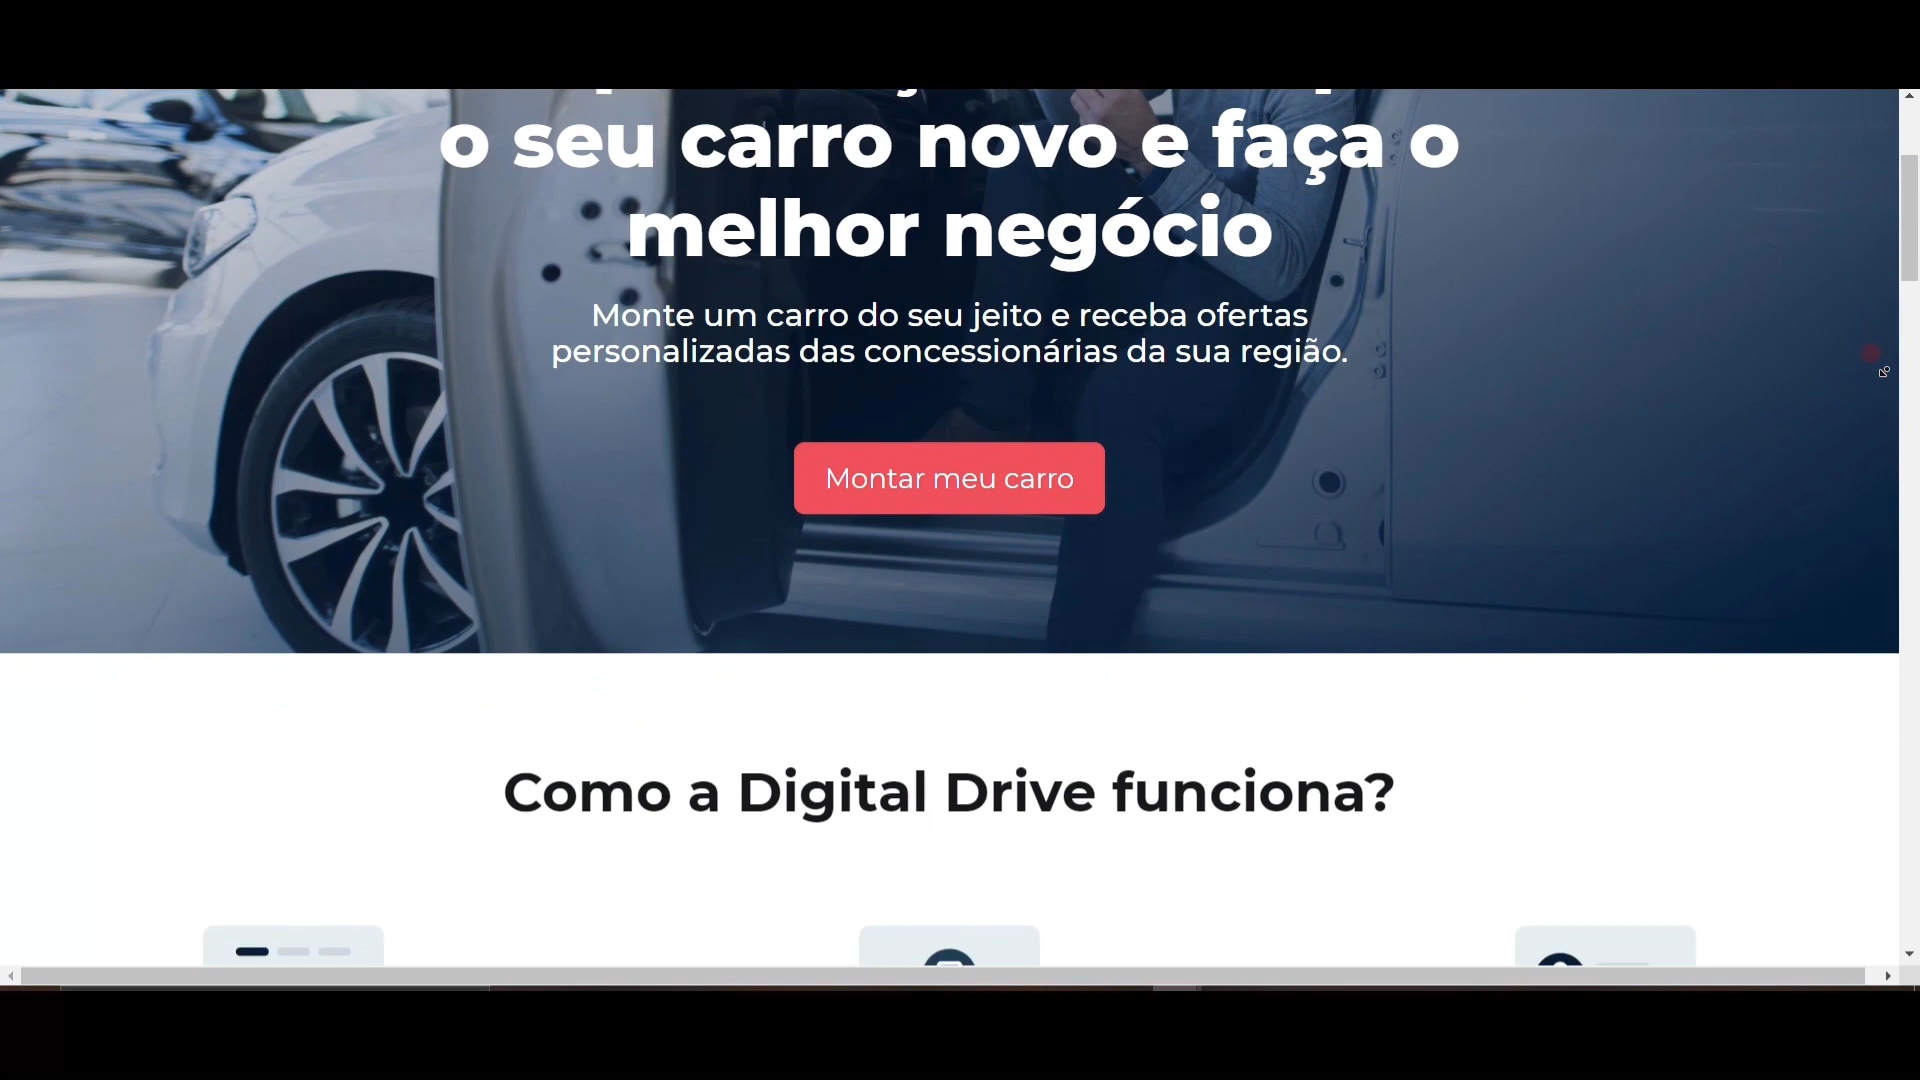 o seu carro novo e faça o
melhor negócio
Monte um carro do seu jeito e receba ofertas
personalizadas das concessionárias da sua região.
Montar meu carro
Como a Digital Drive funciona?